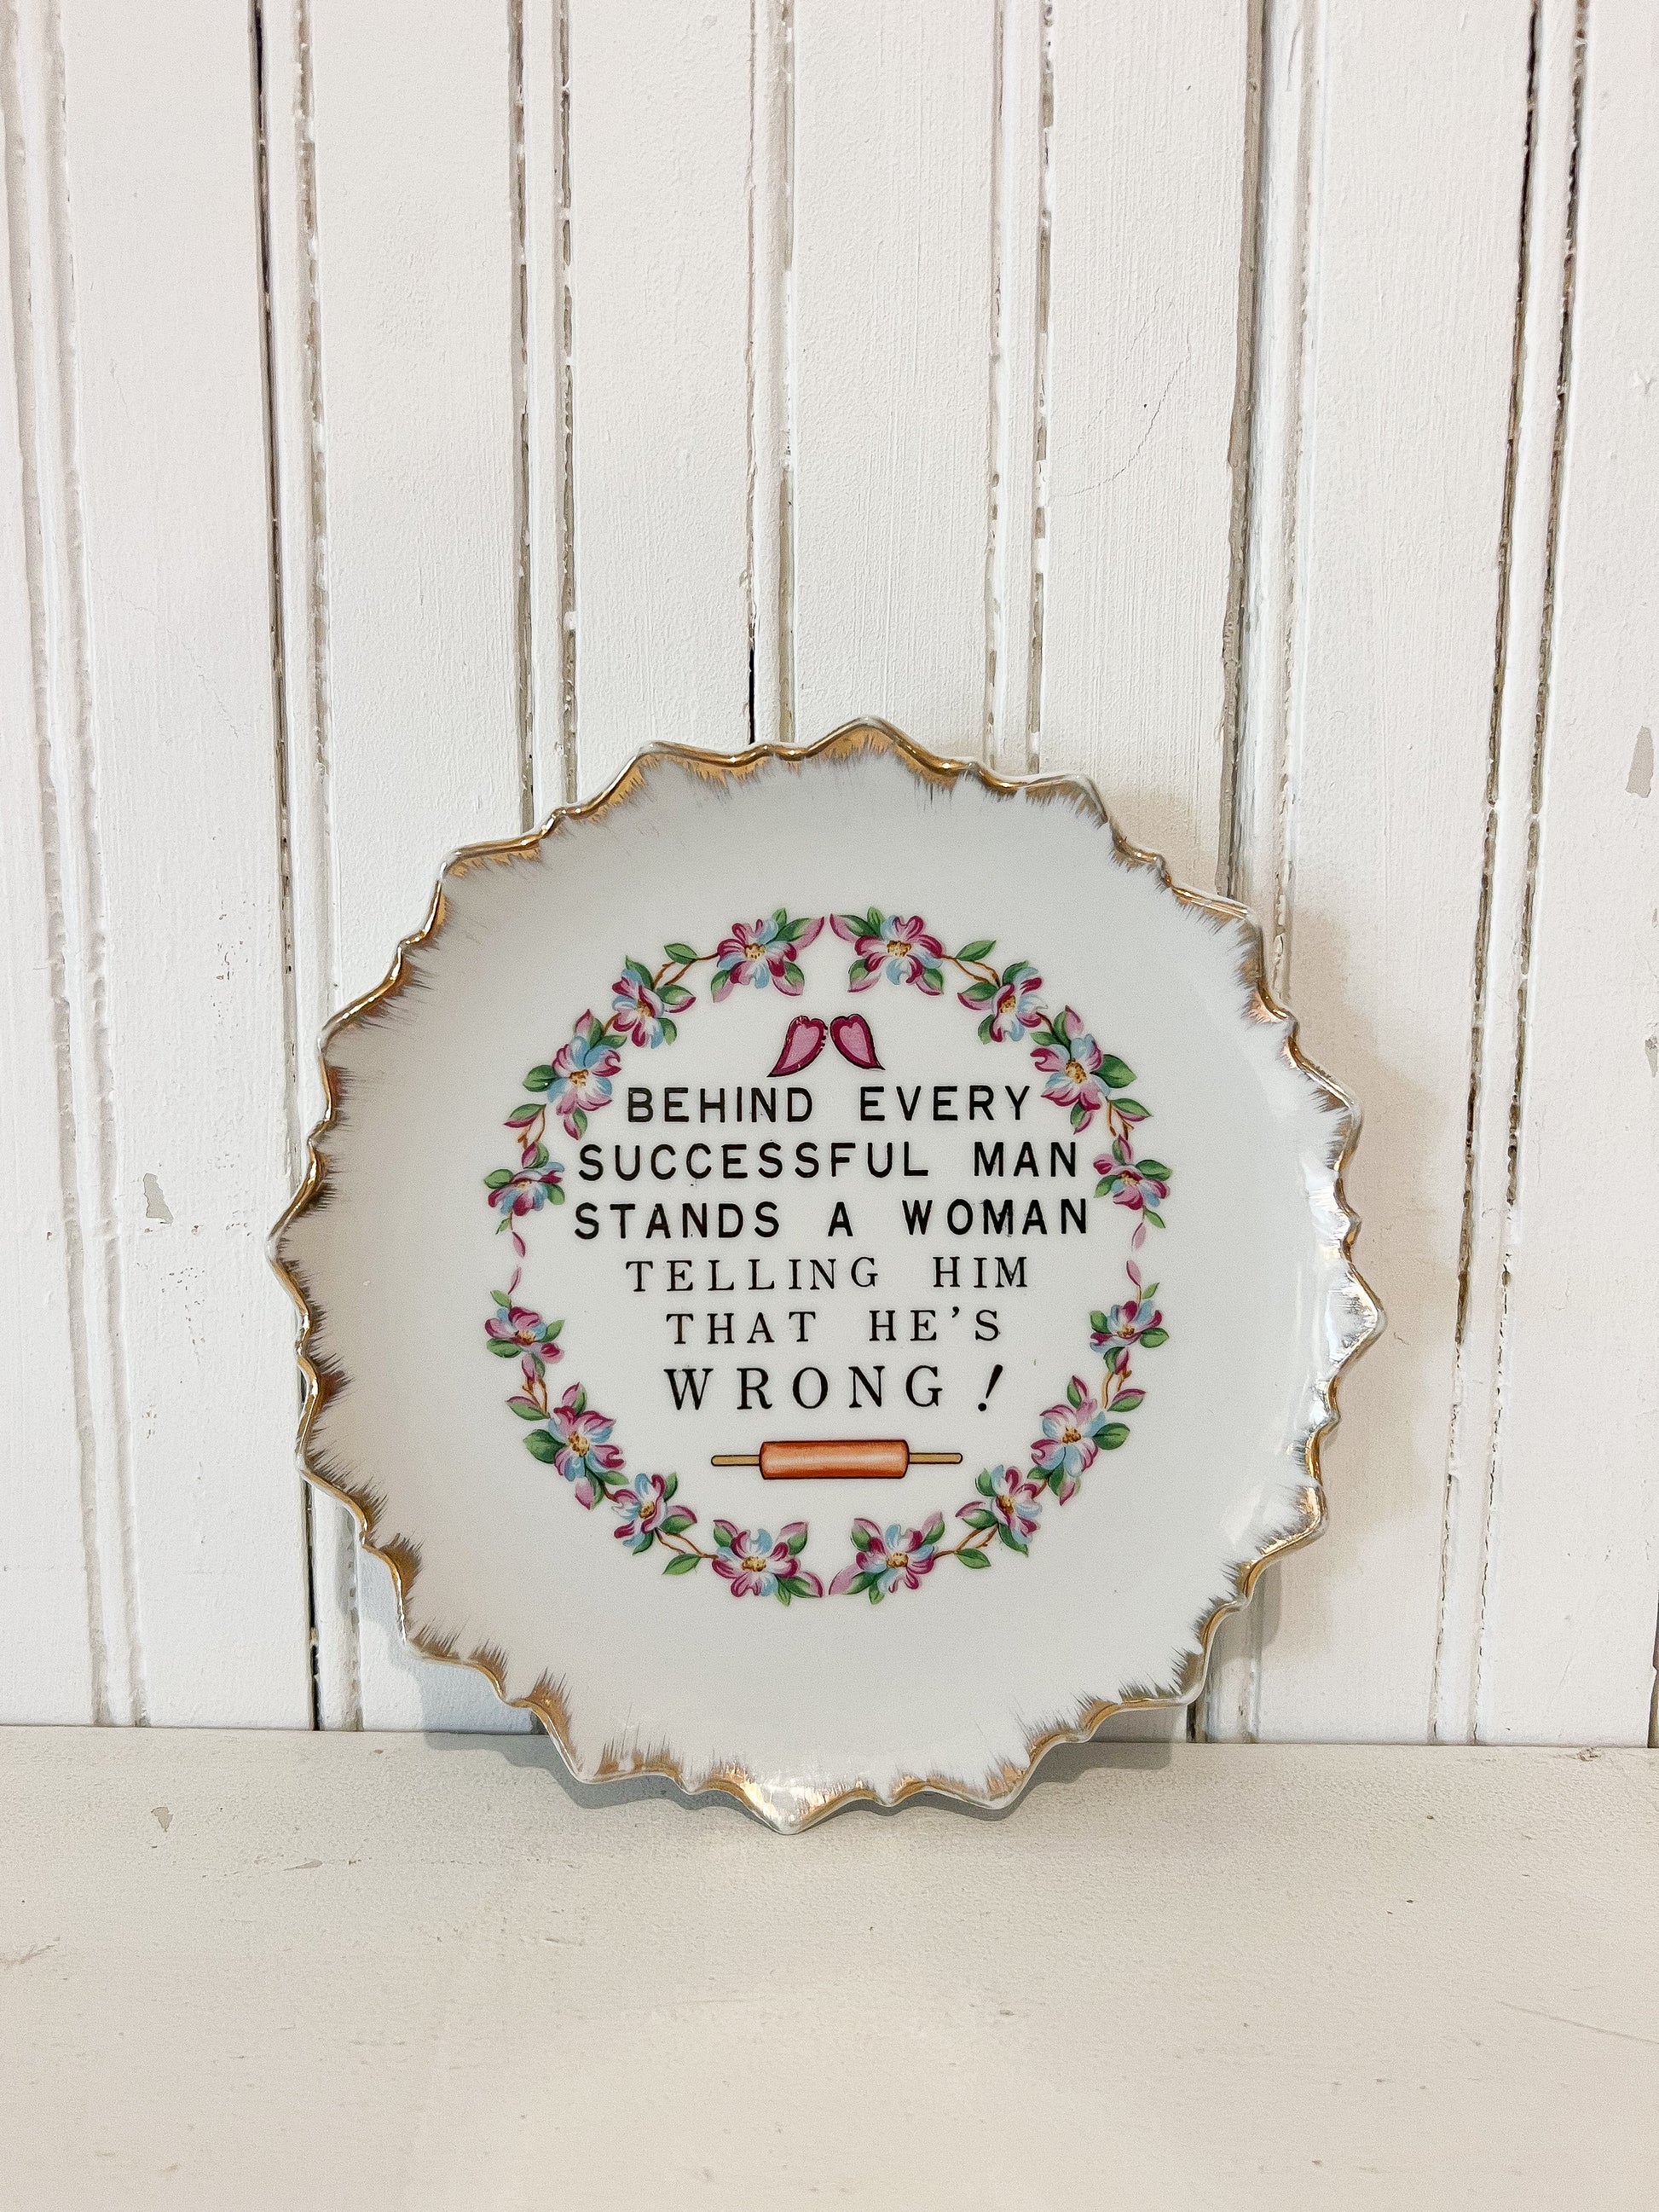 BEHIND EVERY
SUCCESSFUL MAN
STANDS A WOMAN
TELLING HIM
THAT HE'S
WRONG!